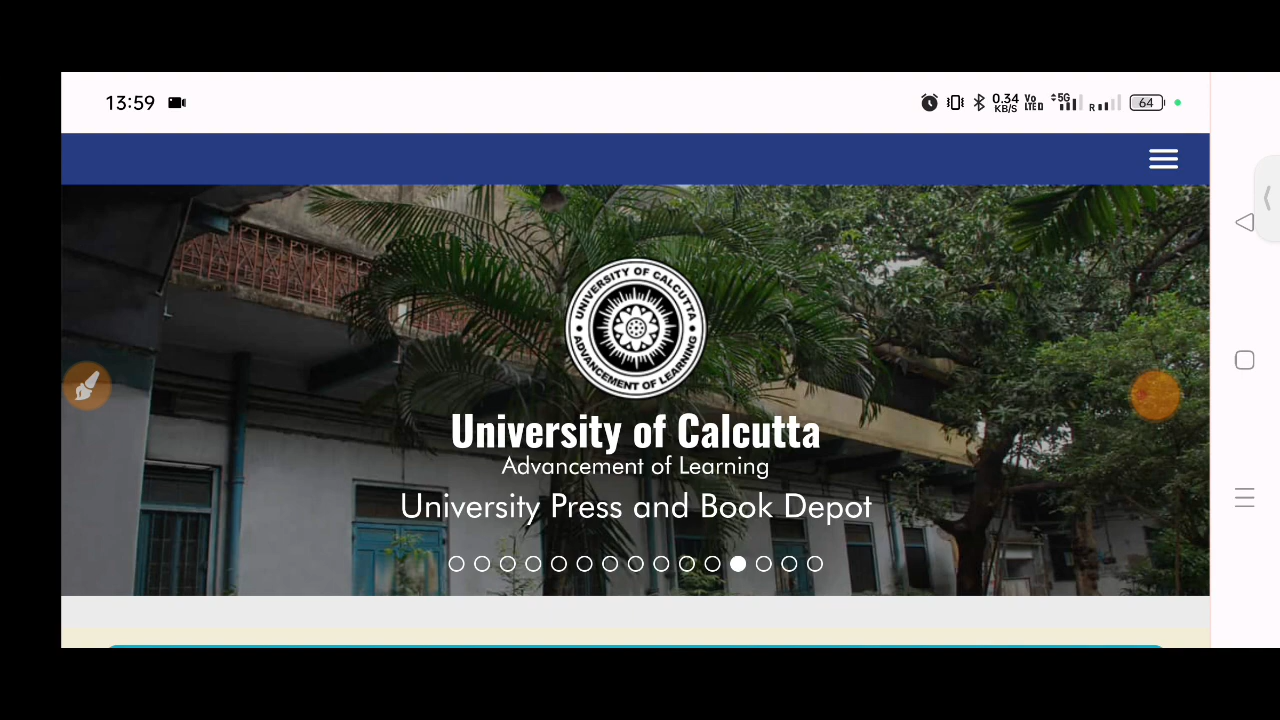 13:59
0.34
KB/S
Vo
LTE D
5G
R
64
UNIVERSITY OF CALCUTTA
ADVANCEMENT OF LEARNING
University of Calcutta
Advancement of Learning
University Press and Book Depot